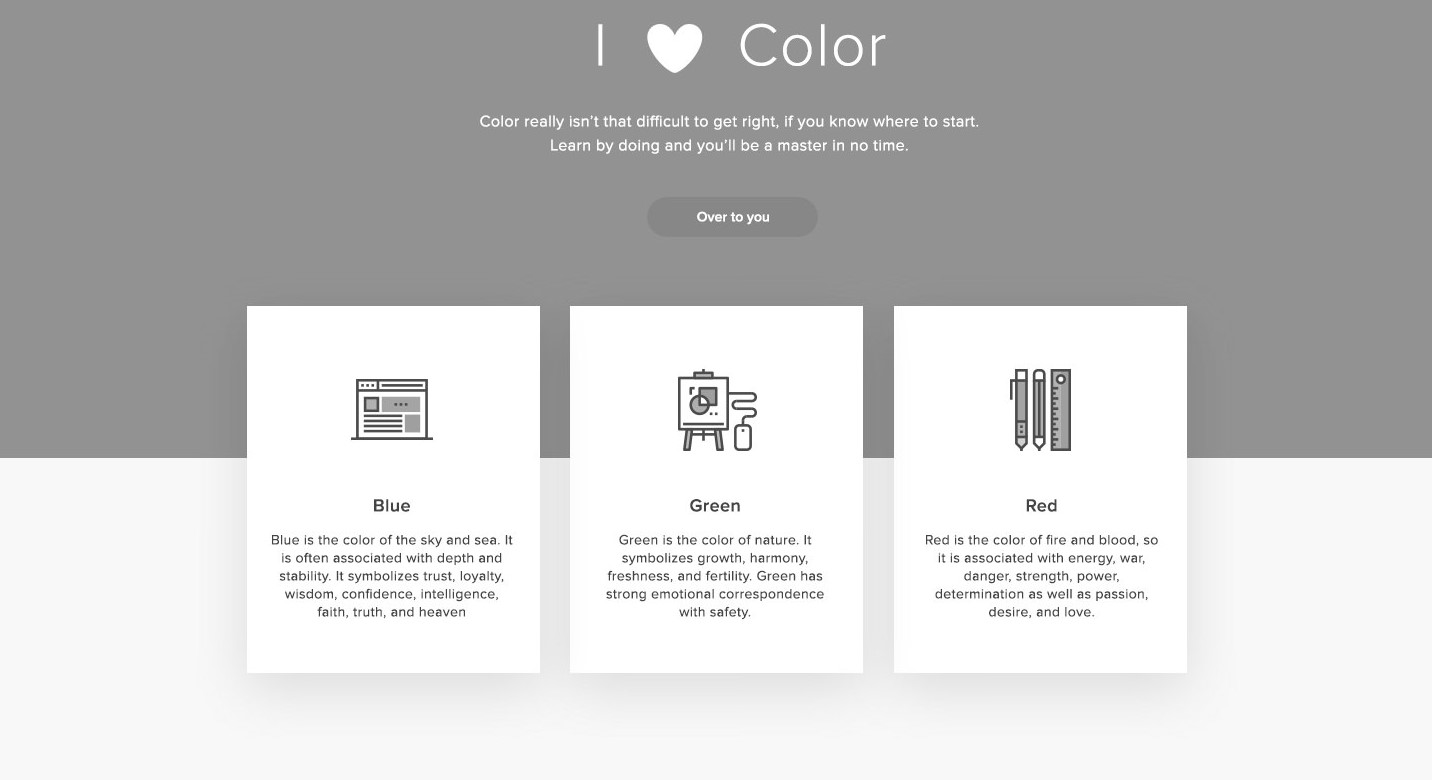 I Color
Color really isn't that difficult to get right, if you know where to start.
Learn by doing and you'll be a master in no time.
Over to you
Blue
Blue is the color of the sky and sea. It
is often associated with depth and
stability. It symbolizes trust, loyalty,
wisdom, confidence, intelligence,
faith, truth, and heaven
Green
Green is the color of nature. It
symbolizes growth, harmony,
freshness, and fertility. Green has
strong emotional correspondence
with safety.
Red
Red is the color of fire and blood, so
it is associated with energy, war,
danger, strength, power,
determination as well as passion,
desire, and love.